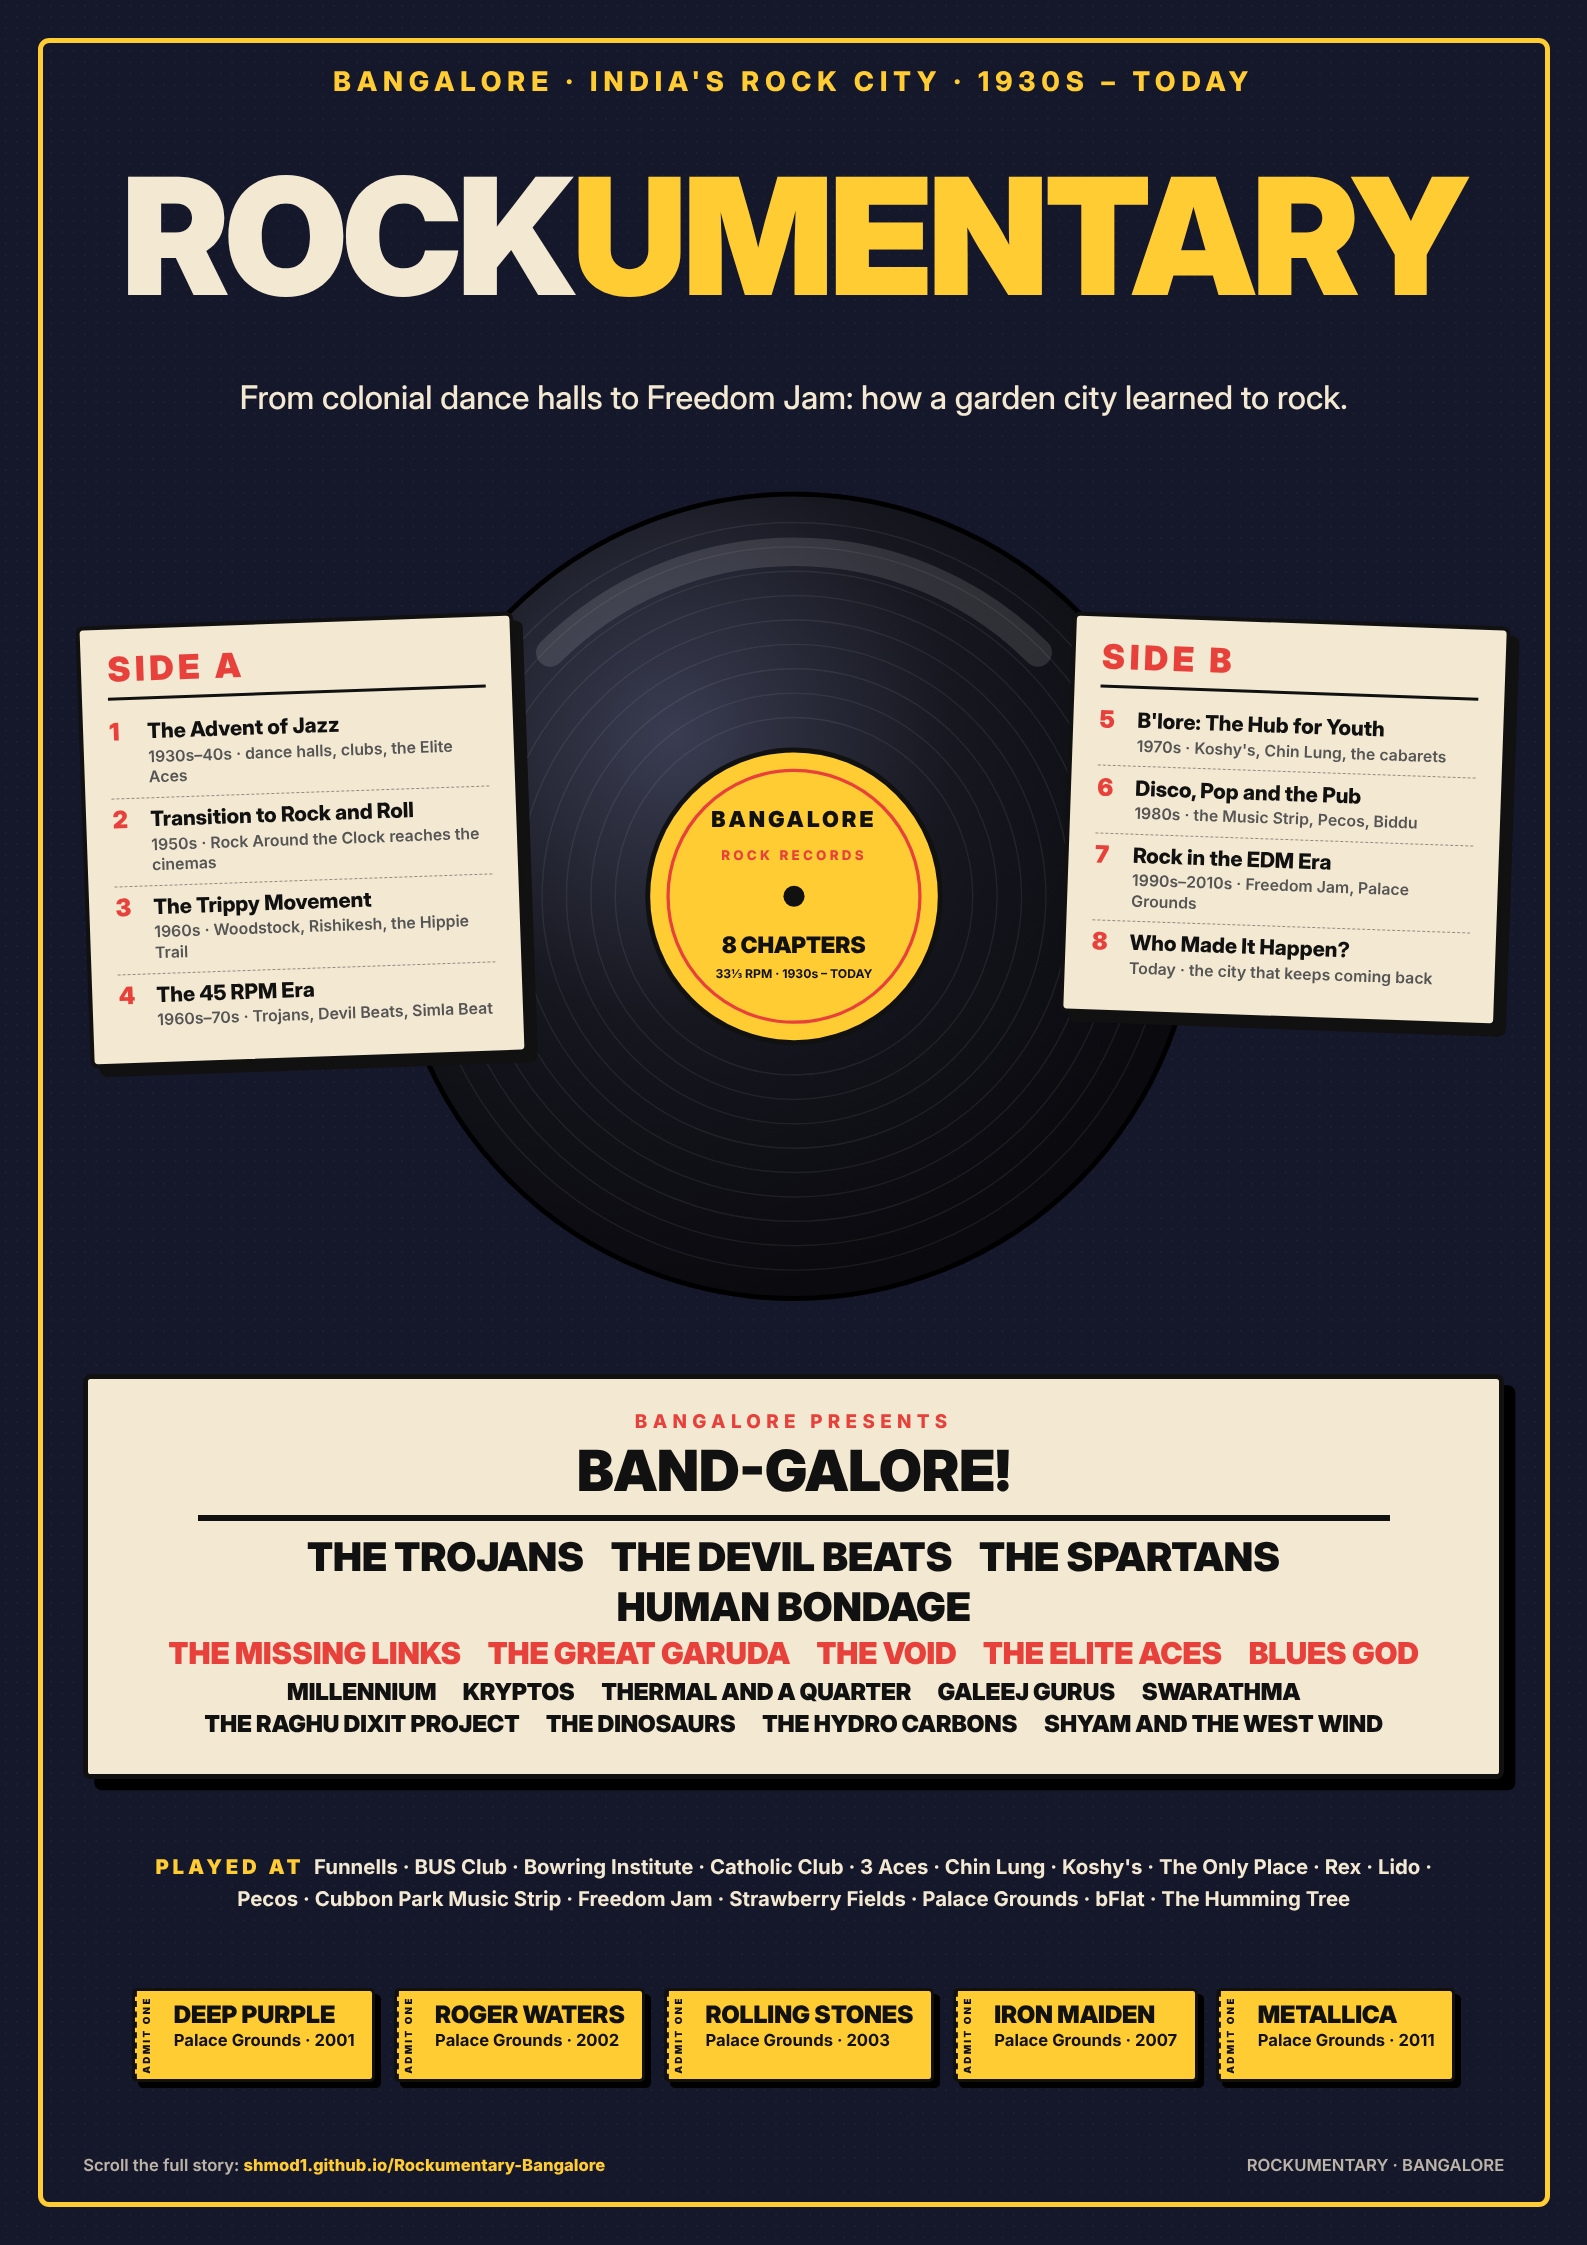 BANGALORE · INDIA'S ROCK CITY · 1930S – TODAY
ROCKUMENTARY
From colonial dance halls to Freedom Jam: how a garden city learned to rock.
SIDE A
1 The Advent of Jazz
1930s–40s · dance halls, clubs, the Elite
Aces
2 Transition to Rock and Roll
1950s · Rock Around the Clock reaches the
cinemas
3 The Trippy Movement
1960s · Woodstock, Rishikesh, the Hippie
Trail
4 The 45 RPM Era
1960s–70s · Trojans, Devil Beats, Simla Beat
BANGALORE
ROCK RECORDS
8 CHAPTERS
33⅓ RPM · 1930s – TODAY
SIDE B
5 B'lore: The Hub for Youth
1970s · Koshy's, Chin Lung, the cabarets
6 Disco, Pop and the Pub
1980s · the Music Strip, Pecos, Biddu
7 Rock in the EDM Era
1990s–2010s · Freedom Jam, Palace
Grounds
8 Who Made It Happen?
Today · the city that keeps coming back
BANGALORE PRESENTS
BAND-GALORE!
THE TROJANS THE DEVIL BEATS THE SPARTANS
HUMAN BONDAGE
THE MISSING LINKS THE GREAT GARUDA THE VOID THE ELITE ACES BLUES GOD
MILLENNIUM KRYPTOS THERMAL AND A QUARTER GALEEJ GURUS SWARATHMA
THE RAGHU DIXIT PROJECT THE DINOSAURS THE HYDRO CARBONS SHYAM AND THE WEST WIND
PLAYED AT Funnells · BUS Club · Bowring Institute · Catholic Club · 3 Aces · Chin Lung · Koshy's · The Only Place · Rex · Lido ·
Pecos · Cubbon Park Music Strip · Freedom Jam · Strawberry Fields · Palace Grounds · bFlat · The Humming Tree
ADMIT ONE
DEEP PURPLE
Palace Grounds · 2001
ADMIT ONE
ROGER WATERS
Palace Grounds · 2002
ADMIT ONE
ROLLING STONES
Palace Grounds · 2003
ADMIT ONE
IRON MAIDEN
Palace Grounds · 2007
ADMIT ONE
METALLICA
Palace Grounds · 2011
Scroll the full story: shmod1.github.io/Rockumentary-Bangalore
ROCKUMENTARY · BANGALORE